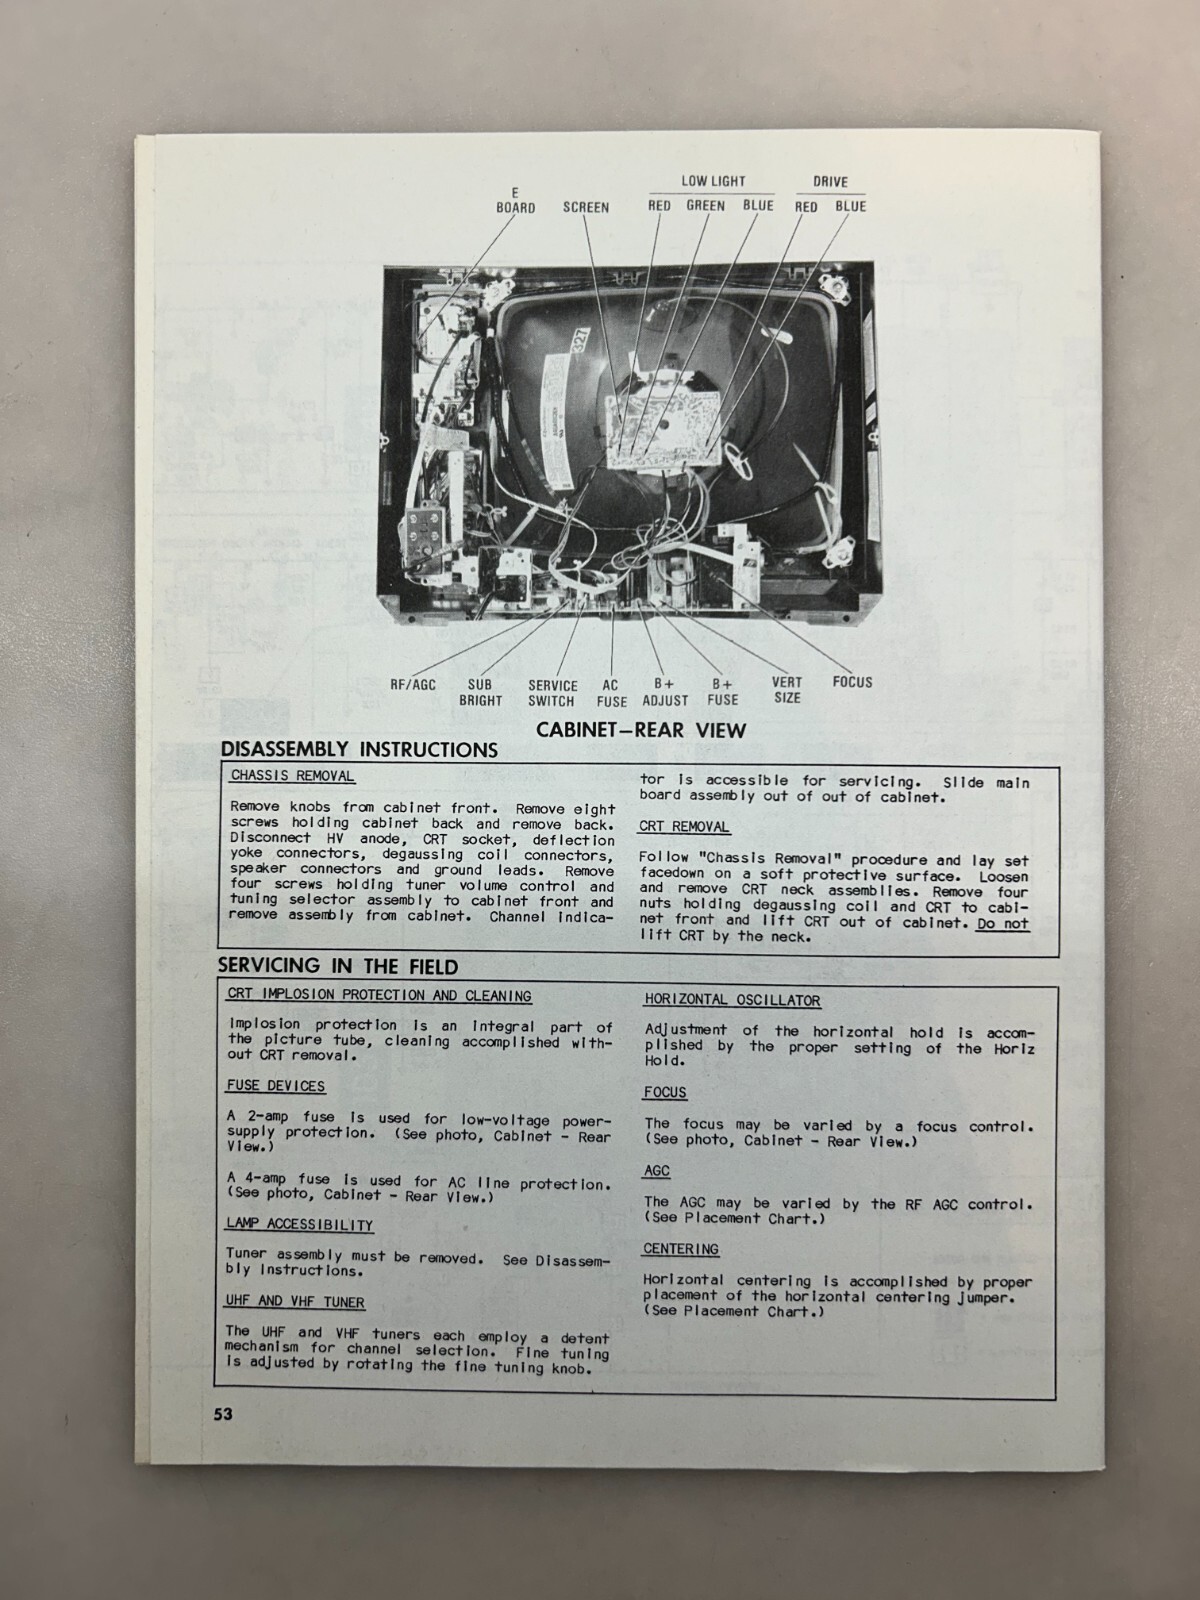 LOW LIGHT DRIVE
E
BOARD SCREEN RED GREEN BLUE RED BLUE
327
RF/AGC SUB SERVICE AC B+ B+ VERT FOCUS
BRIGHT SWITCH FUSE ADJUST FUSE SIZE
CABINET—REAR VIEW
DISASSEMBLY INSTRUCTIONS
CHASSIS REMOVAL
Remove knobs from cabinet front. Remove eight
screws holding cabinet back and remove back.
Disconnect HV anode, CRT socket, deflection
yoke connectors, degaussing coil connectors,
speaker connectors and ground leads. Remove
four screws holding tuner volume control and
tuning selector assembly to cabinet front and
remove assembly from cabinet. Channel indica-
tor is accessible for servicing. Slide main
board assembly out of out of cabinet.
CRT REMOVAL
Follow "Chassis Removal" procedure and lay set
facedown on a soft protective surface. Loosen
and remove CRT neck assemblies. Remove four
nuts holding degaussing coil and CRT to cabi-
net front and lift CRT out of cabinet. Do not
lift CRT by the neck.
SERVICING IN THE FIELD
CRT IMPLOSION PROTECTION AND CLEANING
Implosion protection is an integral part of
the picture tube, cleaning accomplished with-
out CRT removal.
FUSE DEVICES
A 2-amp fuse is used for low-voltage power-
supply protection. (See photo, Cabinet - Rear
View.)
A 4-amp fuse is used for AC line protection.
(See photo, Cabinet - Rear View.)
LAMP ACCESSIBILITY
Tuner assembly must be removed. See Disassem-
bly Instructions.
UHF AND VHF TUNER
The UHF and VHF tuners each employ a detent
mechanism for channel selection. Fine tuning
is adjusted by rotating the fine tuning knob.
HORIZONTAL OSCILLATOR
Adjustment of the horizontal hold is accom-
plished by the proper setting of the Horiz
Hold.
FOCUS
The focus may be varied by a focus control.
(See photo, Cabinet - Rear View.)
AGC
The AGC may be varied by the RF AGC control.
(See Placement Chart.)
CENTERING
Horizontal centering is accomplished by proper
placement of the horizontal centering jumper.
(See Placement Chart.)
53